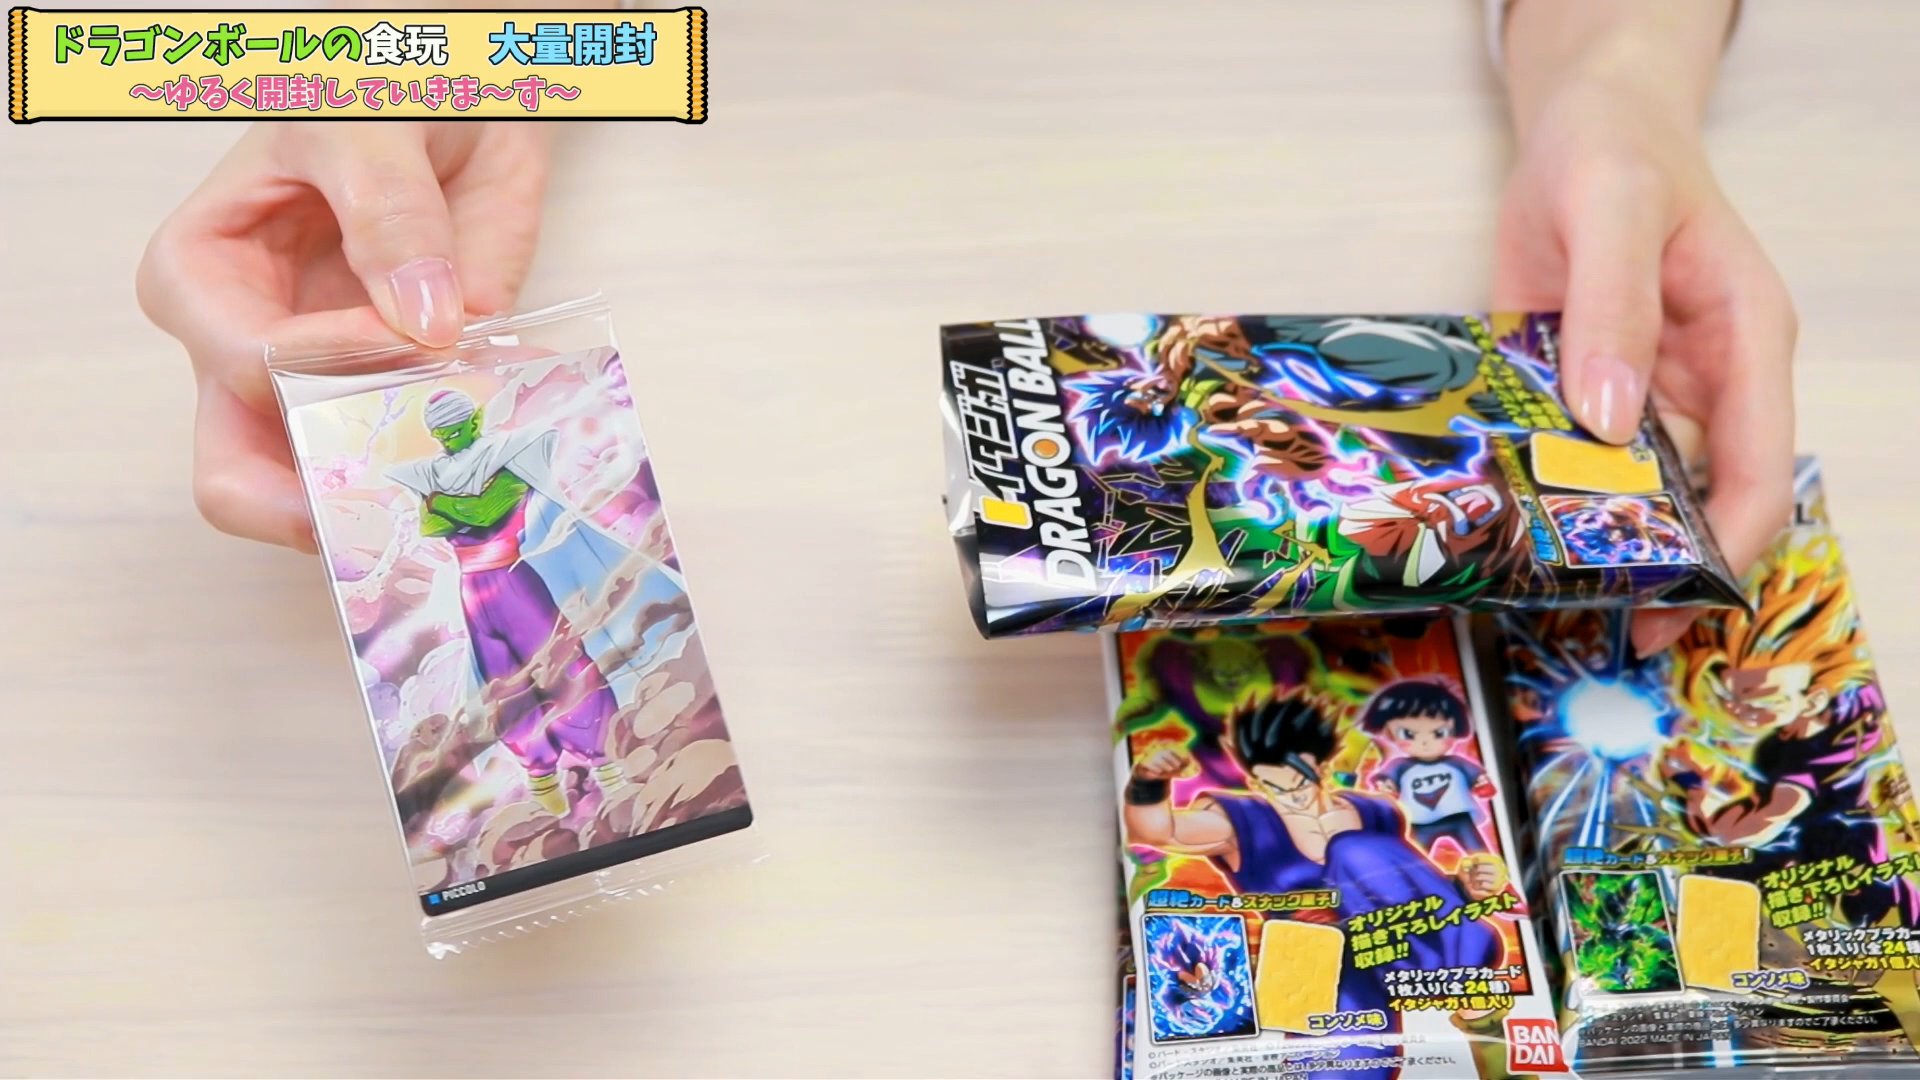 ドラゴンボールの食玩　大量開封
～ゆるく開封していきま～す～
PICCOLO
イタジャガ
DRAGON BALL
GTM
超絶カード&スナック菓子!
オリジナル
描き下ろしイラスト
収録!!
メタリックプラカード
1枚入り(全24種)
イタジャガ1個入り
コンソメ味
BAN
DAI
超絶カード&スナック菓子!
オリジナル
描き下ろしイラスト
収録!!
メタリックプラカード
1枚入り(全24種
イタジャガ1個入
コンソメ味
BANDAI 2022 MADE IN JAPAN